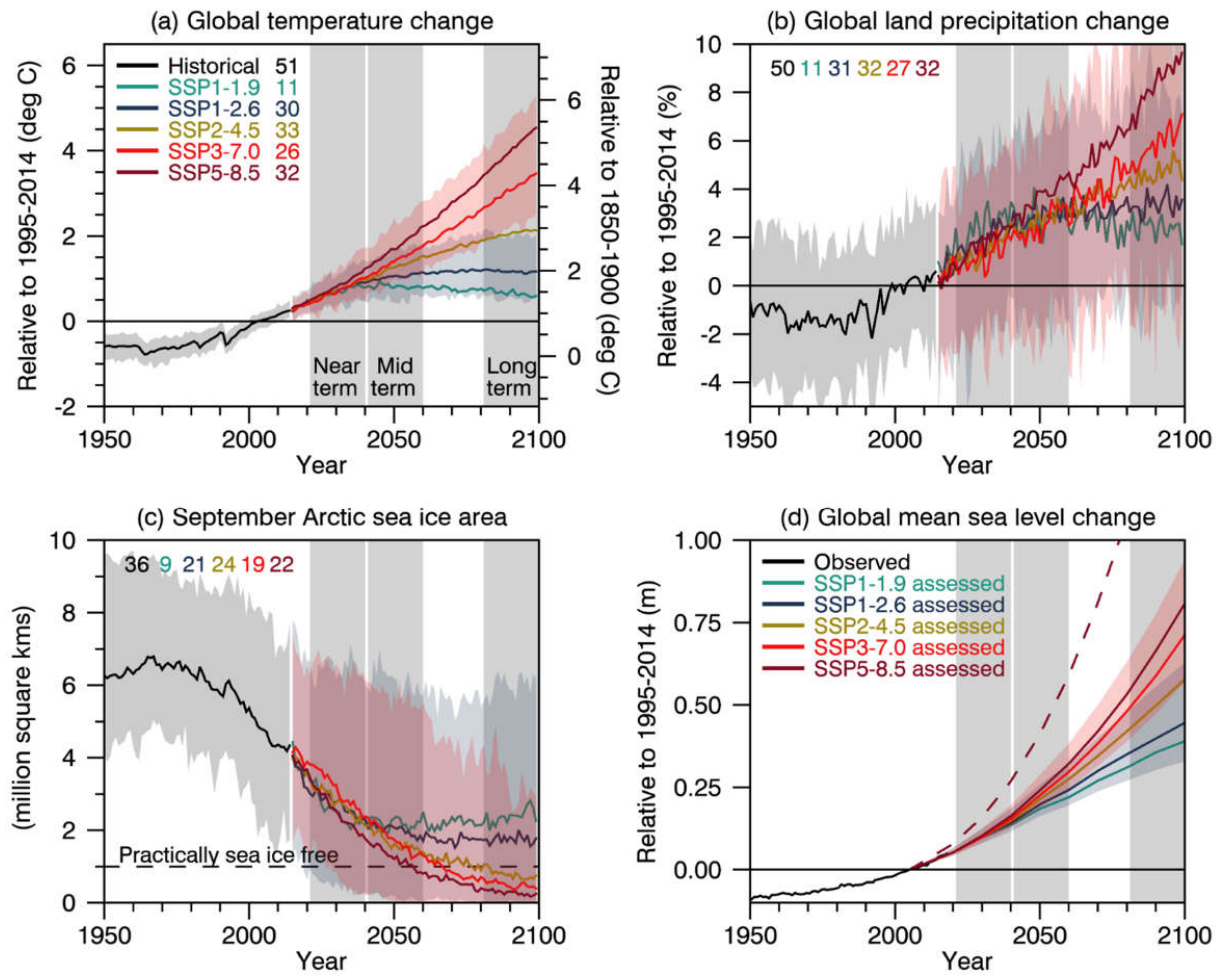 (a) Global temperature change
Relative to 1995-2014 (deg C)
6
4
2
0
-2
Historical 51
SSP1-1.9 11
SSP1-2.6 30
SSP2-4.5 33
SSP3-7.0 26
SSP5-8.5 32
Near term
Mid term
Long term
6
4
2
0
Relative to 1850-1900 (deg C)
1950 2000 2050 2100
Year
(b) Global land precipitation change
Relative to 1995-2014 (%)
10
8
6
4
2
0
-2
-4
50 11 31 32 27 32
1950 2000 2050 2100
Year
(c) September Arctic sea ice area
(million square kms)
10
8
6
4
2
0
36 9 21 24 19 22
Practically sea ice free
1950 2000 2050 2100
Year
(d) Global mean sea level change
Relative to 1995-2014 (m)
1.00
0.75
0.50
0.25
0.00
Observed
SSP1-1.9 assessed
SSP1-2.6 assessed
SSP2-4.5 assessed
SSP3-7.0 assessed
SSP5-8.5 assessed
1950 2000 2050 2100
Year